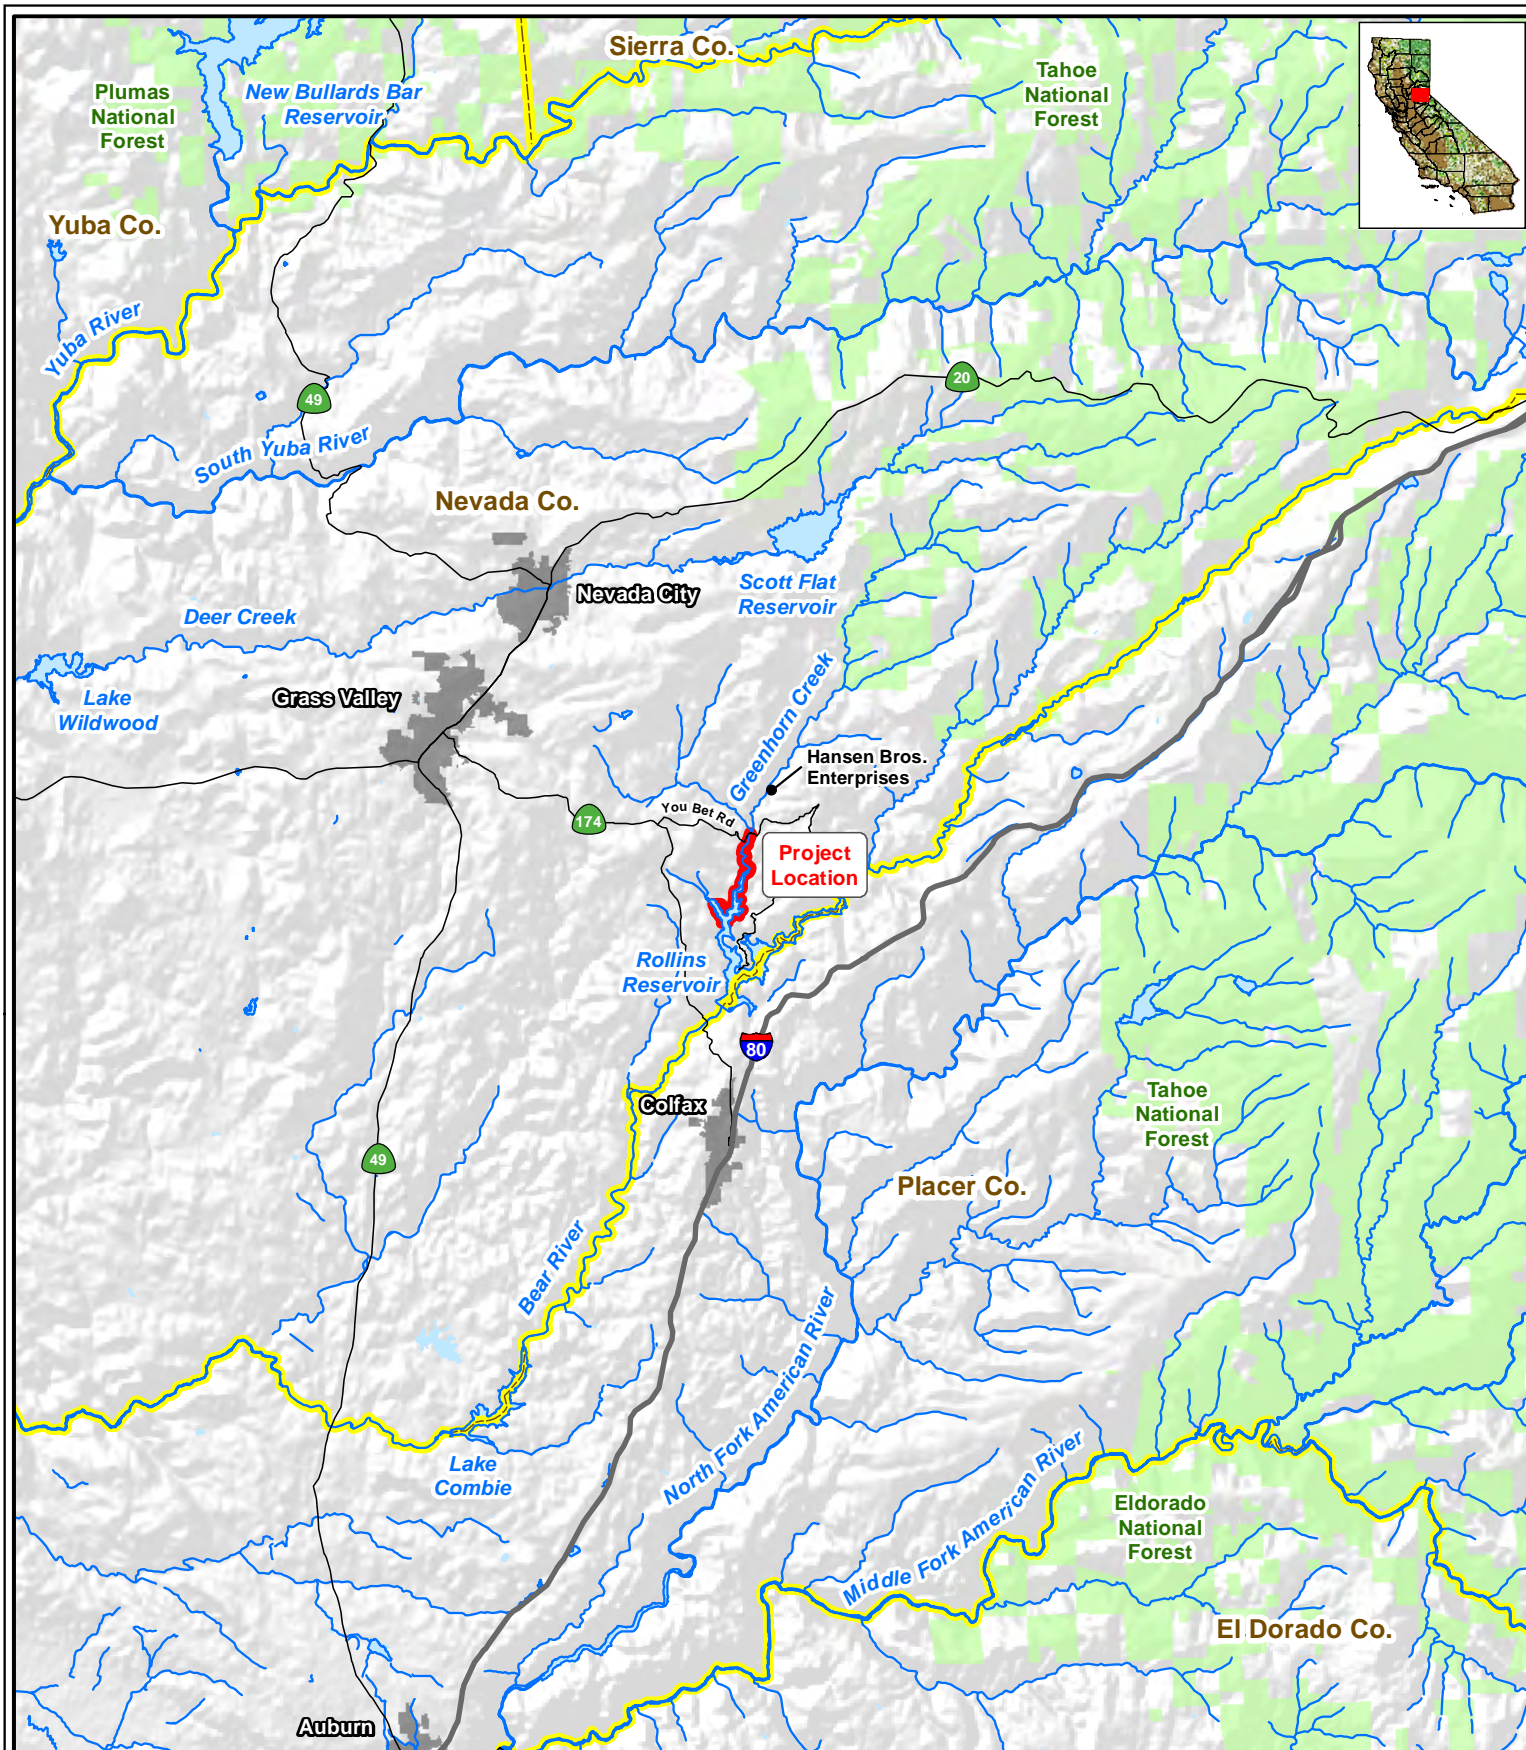 Sierra Co.
Plumas
National
Forest
New Bullards Bar
Reservoir
Tahoe
National
Forest
Yuba Co.
Yuba River
49
20
South Yuba River
Nevada Co.
Nevada City
Scott Flat
Reservoir
Deer Creek
Lake
Wildwood
Grass Valley
Greenhorn Creek
Hansen Bros.
Enterprises
You Bet Rd
174
Project
Location
Rollins
Reservoir
80
Colfax
Tahoe
National
Forest
49
Placer Co.
Bear River
North Fork American River
Lake
Combie
Middle Fork American River
Eldorado
National
Forest
El Dorado Co.
Auburn